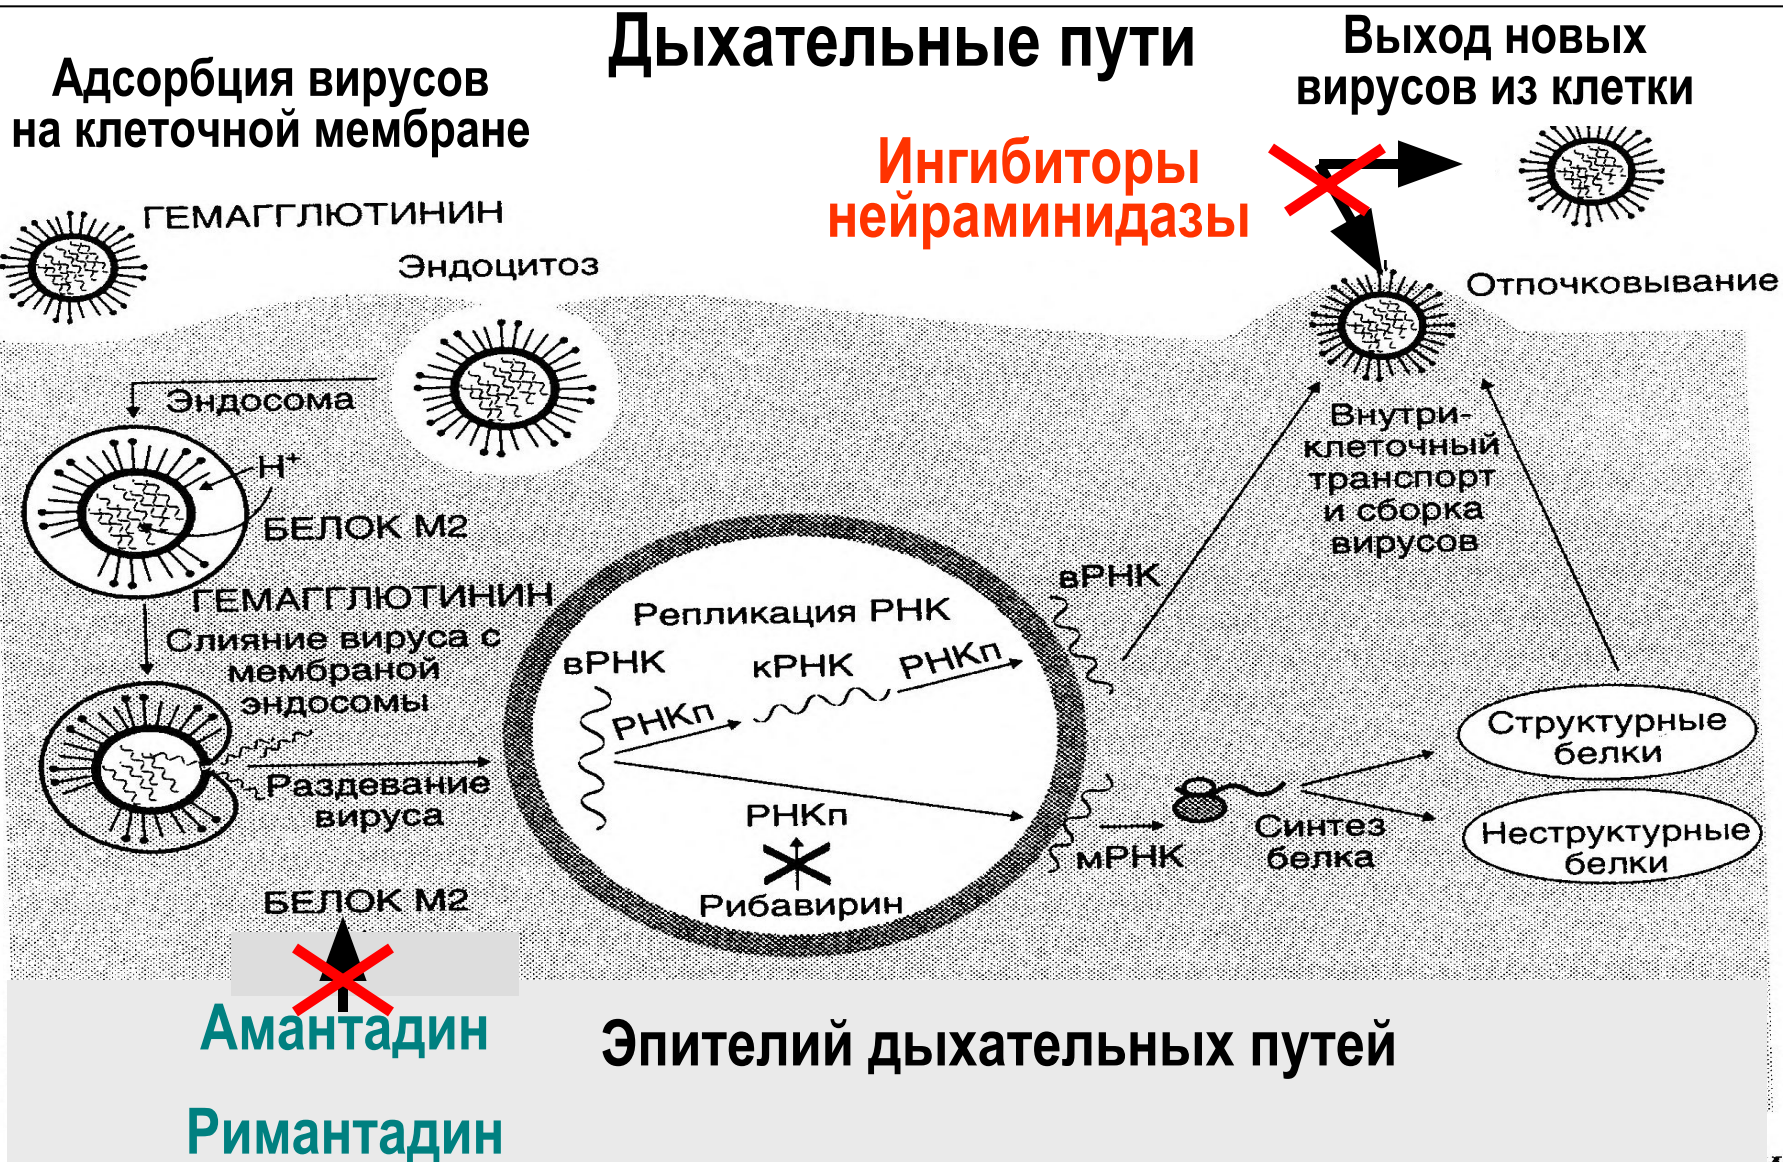 Дыхательные пути
Адсорбция вирусов
на клеточной мембране
Выход новых
вирусов из клетки
Ингибиторы
нейраминидазы
ГЕМАГГЛЮТИНИН
Эндоцитоз
Отпочковывание
Эндосома
H+
БЕЛОК М2
ГЕМАГГЛЮТИНИН
Слияние вируса с
мембраной
эндосомы
Раздевание
вируса
БЕЛОК М2
Амантадин
Римантадин
Репликация РНК
вРНК
кРНК
РНКп
РНКп
РНКп
Рибавирин
вРНК
мРНК
Внутри-
клеточный
транспорт
и сборка
вирусов
Синтез
белка
Структурные
белки
Неструктурные
белки
Эпителий дыхательных путей